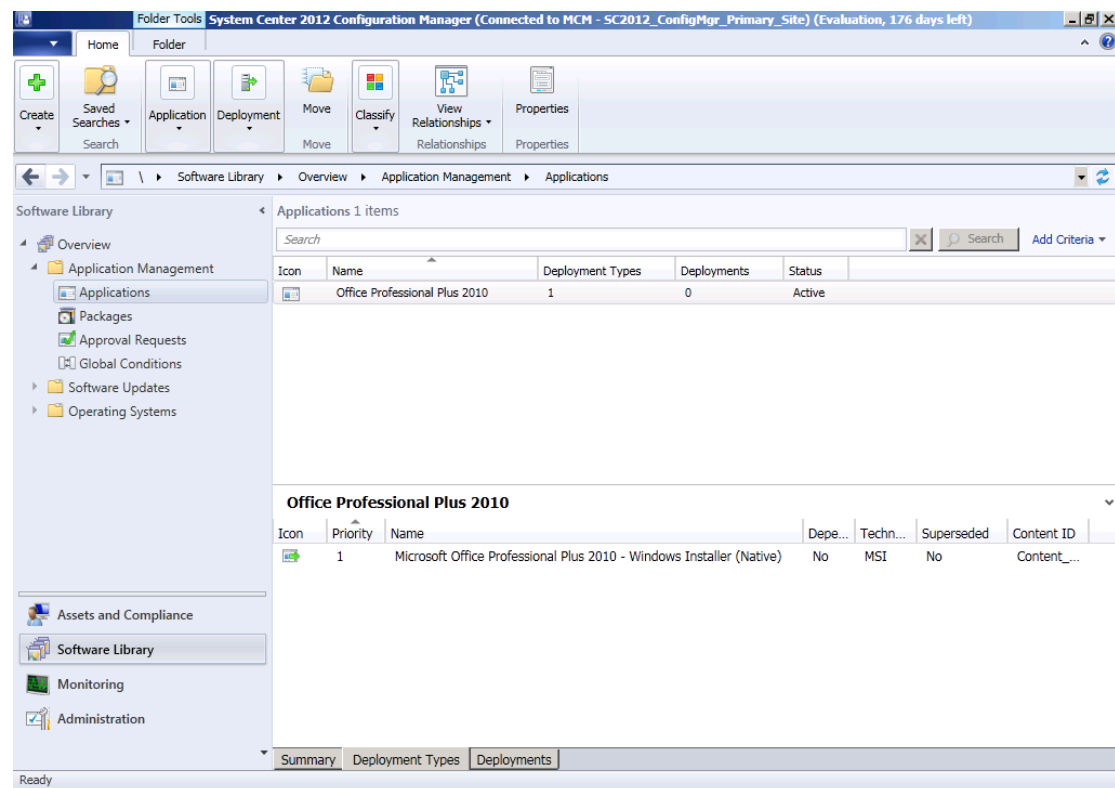 Folder Tools System Center 2012 Configuration Manager (Connected to MCM - SC2012_ConfigMgr_Primary_Site) (Evaluation, 176 days left)
Home Folder
Create Saved Searches Application Deployment Move Classify View Relationships Properties
Search Move Relationships Properties
\ Software Library Overview Application Management Applications
Software Library
Overview
Application Management
Applications
Packages
Approval Requests
Global Conditions
Software Updates
Operating Systems
Assets and Compliance
Software Library
Monitoring
Administration
Applications 1 items
Search Search Add Criteria
Icon Name Deployment Types Deployments Status
Office Professional Plus 2010 1 0 Active
Office Professional Plus 2010
Icon Priority Name Depe... Techn... Superseded Content ID
1 Microsoft Office Professional Plus 2010 - Windows Installer (Native) No MSI No Content_...
Summary Deployment Types Deployments
Ready